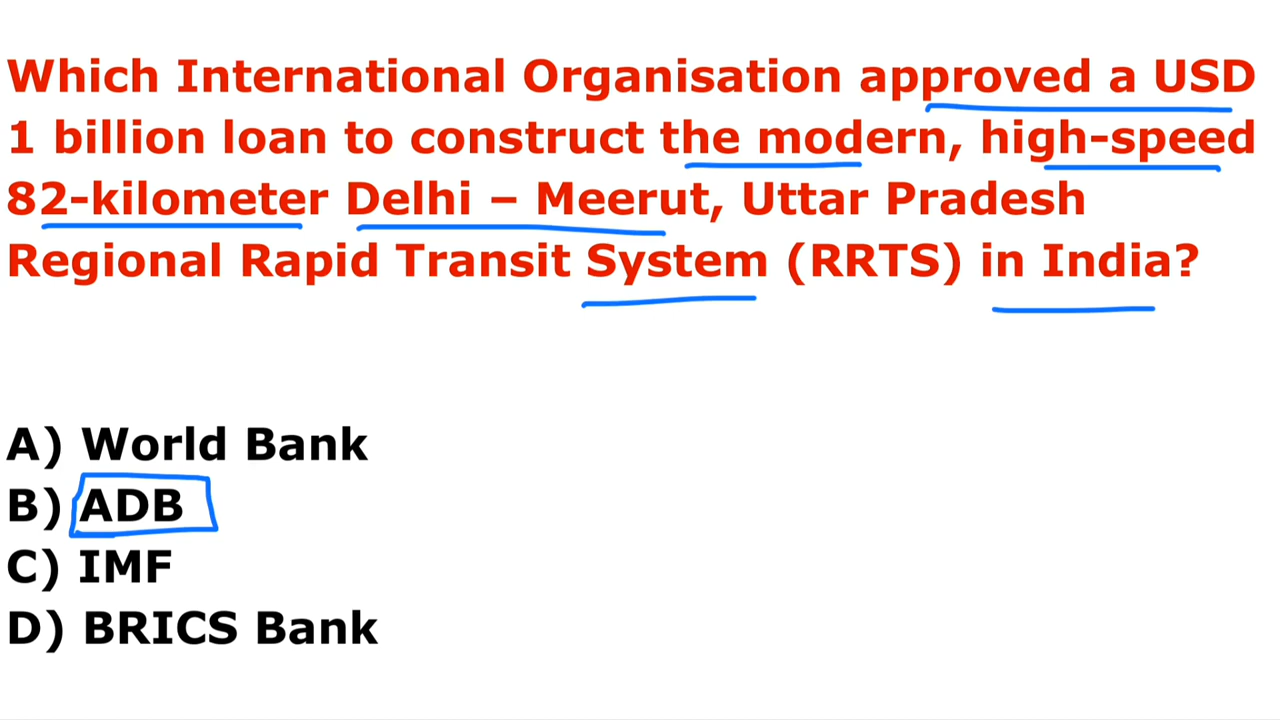 Which International Organisation approved a USD
1 billion loan to construct the modern, high-speed
82-kilometer Delhi – Meerut, Uttar Pradesh
Regional Rapid Transit System (RRTS) in India?
A) World Bank
B) ADB
C) IMF
D) BRICS Bank